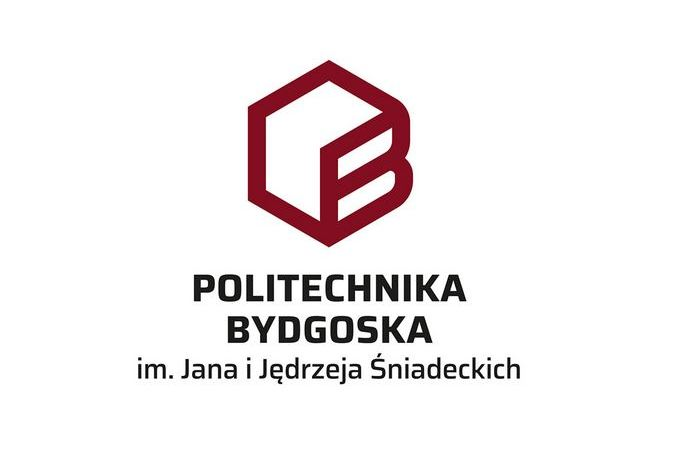 POLITECHNIKA
BYDGOSKA
im. Jana i Jędrzeja Śniadeckich